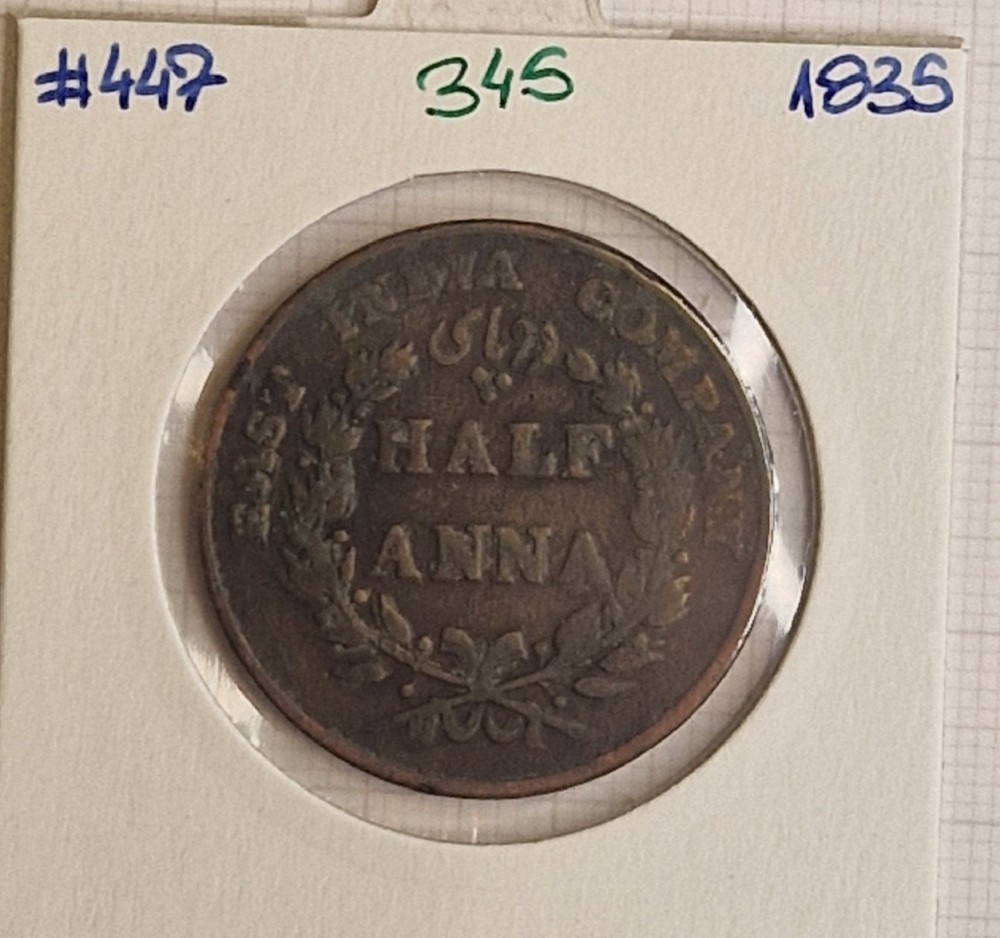 #447 345 1835
EAST INDIA COMPANY
HALF
ANNA